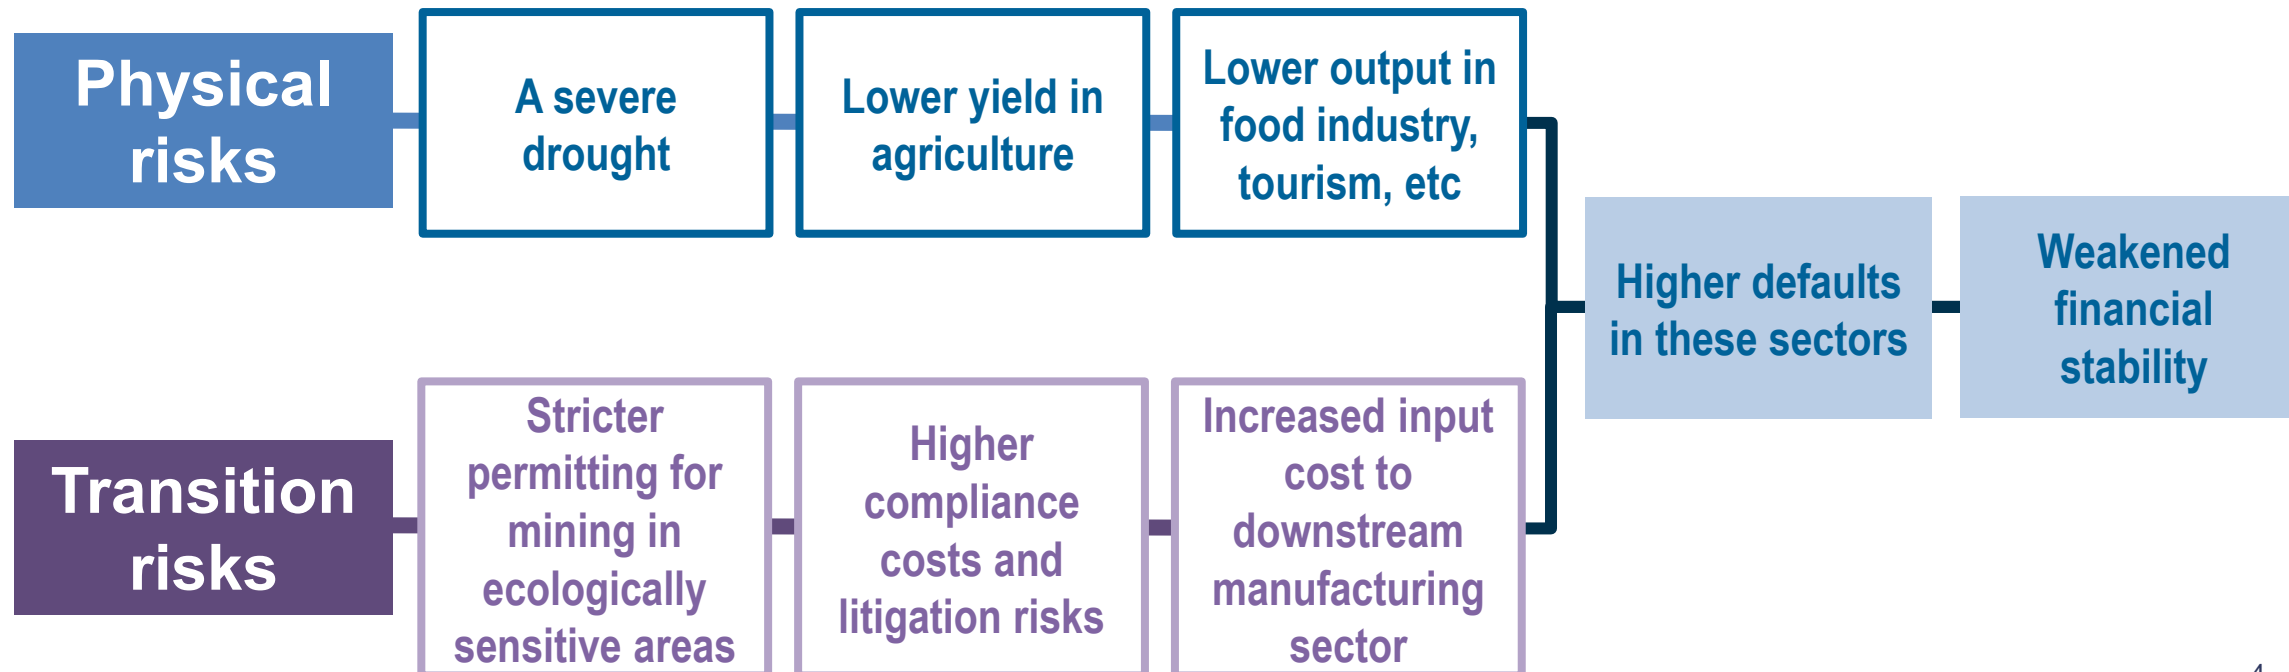 Physical
risks
A severe
drought
Lower yield in
agriculture
Lower output in
food industry,
tourism, etc
Transition
risks
Stricter
permitting for
mining in
ecologically
sensitive areas
Higher
compliance
costs and
litigation risks
Increased input
cost to
downstream
manufacturing
sector
Higher defaults
in these sectors
Weakened
financial
stability
4